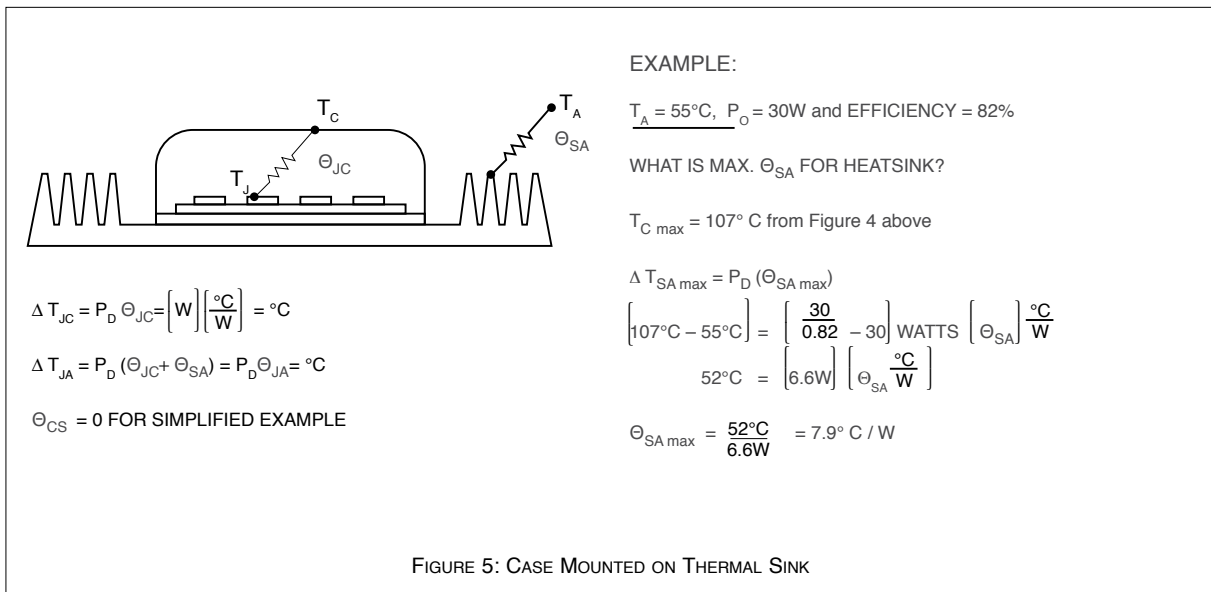 T_C
T_A
Θ_SA
Θ_JC
T_J
Δ T_JC = P_D Θ_JC = [W] [°C/W] = °C
Δ T_JA = P_D (Θ_JC + Θ_SA) = P_D Θ_JA = °C
Θ_CS = 0 FOR SIMPLIFIED EXAMPLE
EXAMPLE:
T_A = 55°C, P_O = 30W and EFFICIENCY = 82%
WHAT IS MAX. Θ_SA FOR HEATSINK?
T_C max = 107° C from Figure 4 above
Δ T_SA max = P_D (Θ_SA max)
[107°C – 55°C] = [30/0.82 – 30] WATTS [Θ_SA] °C/W
52°C = [6.6W] [Θ_SA °C/W]
Θ_SA max = 52°C/6.6W = 7.9° C / W
FIGURE 5: CASE MOUNTED ON THERMAL SINK